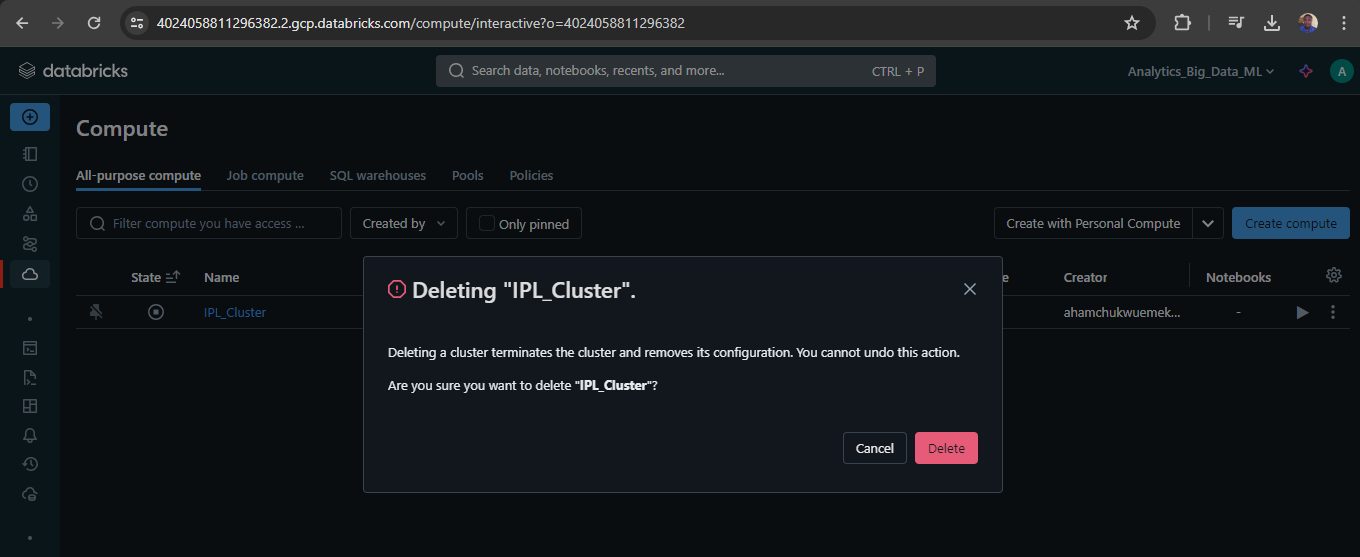 4024058811296382.2.gcp.databricks.com/compute/interactive?o=4024058811296382
databricks
Search data, notebooks, recents, and more...
CTRL + P
Analytics_Big_Data_ML
A
Compute
All-purpose compute
Job compute
SQL warehouses
Pools
Policies
Filter compute you have access ...
Created by
Only pinned
Create with Personal Compute
Create compute
State
Name
Creator
Notebooks
IPL_Cluster
ahamchukwuemek...
-
Deleting "IPL_Cluster".
Deleting a cluster terminates the cluster and removes its configuration. You cannot undo this action.
Are you sure you want to delete "IPL_Cluster"?
Cancel
Delete